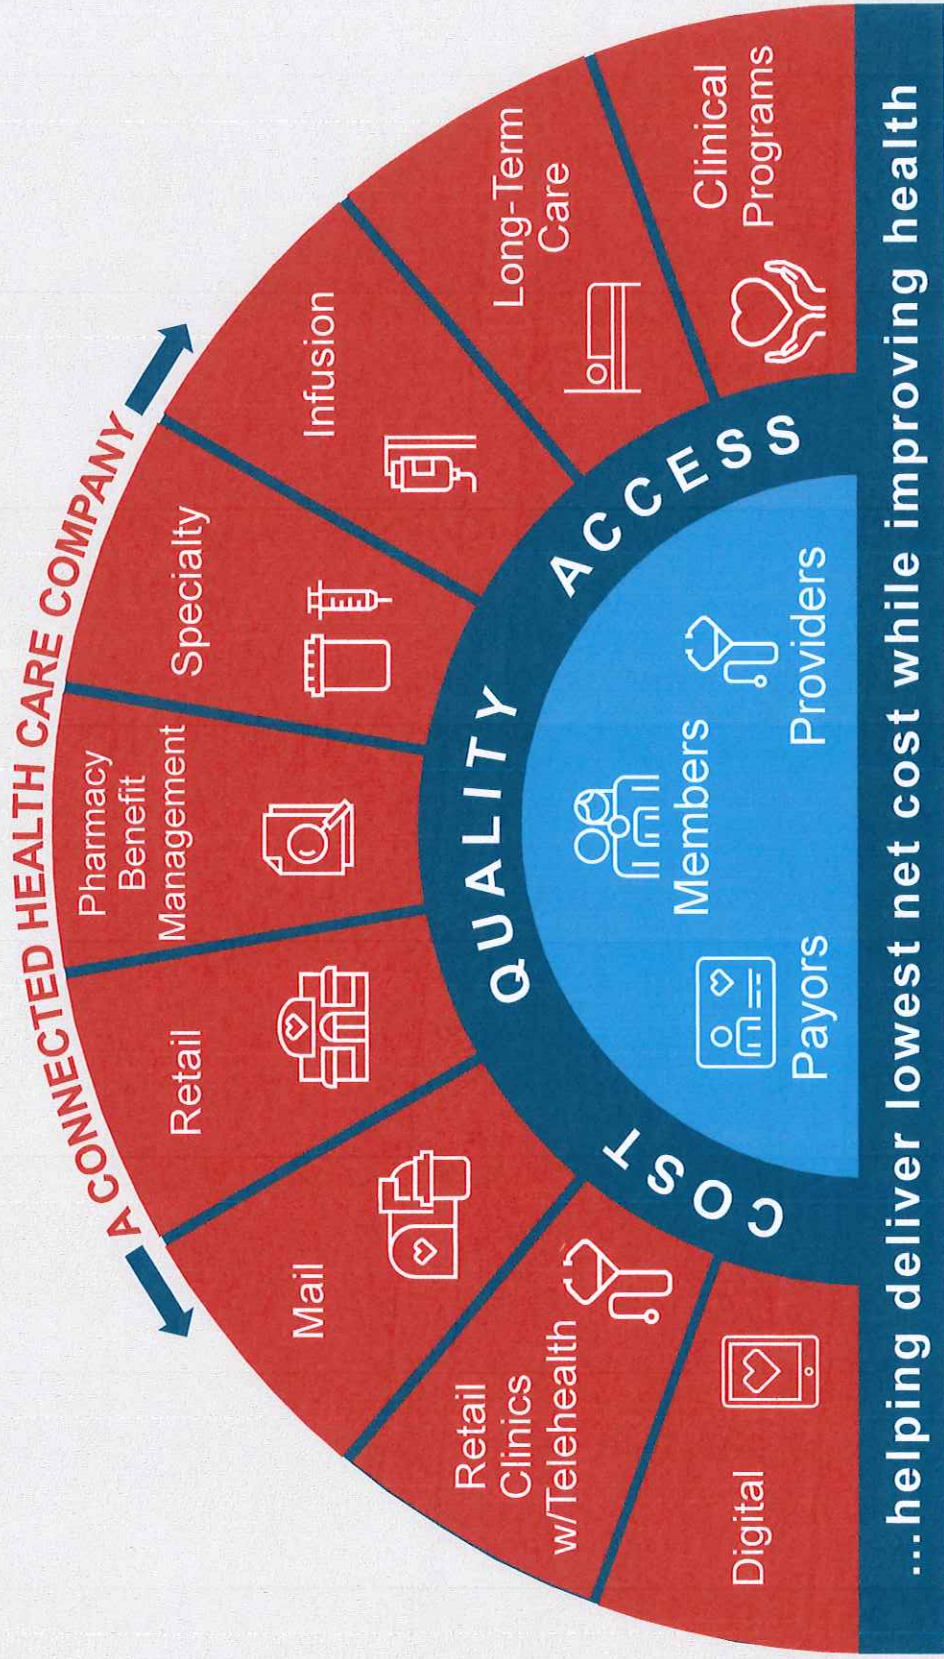 A CONNECTED HEALTH CARE COMPANY
Digital
Retail
Clinics
w/Telehealth
Mail
Retail
Pharmacy
Benefit
Management
Specialty
Infusion
Long-Term
Care
Clinical
Programs
COST
QUALITY
ACCESS
Payors
Members
Providers
...helping deliver lowest net cost while improving health